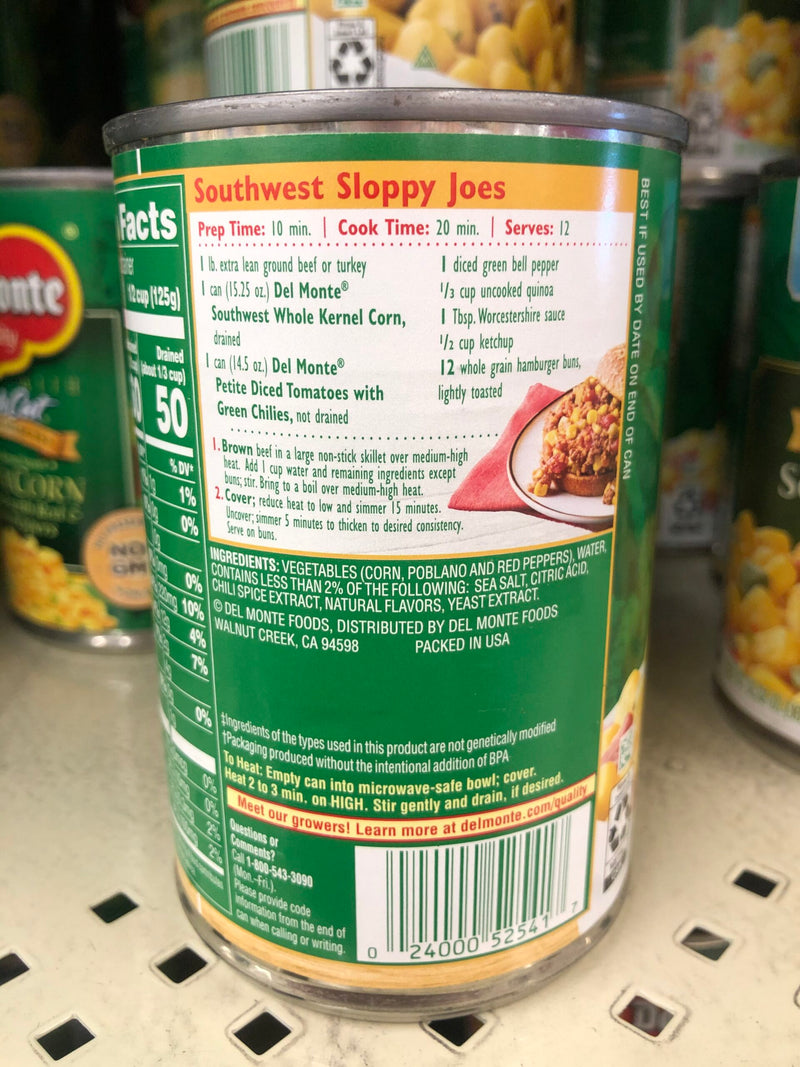 Southwest Sloppy Joes
Prep Time: 10 min. | Cook Time: 20 min. | Serves: 12
1 lb. extra lean ground beef or turkey
1 can (15.25 oz.) Del Monte®
Southwest Whole Kernel Corn,
drained
1 can (14.5 oz.) Del Monte®
Petite Diced Tomatoes with
Green Chilies, not drained
1 diced green bell pepper
1/3 cup uncooked quinoa
1 Tbsp. Worcestershire sauce
1/2 cup ketchup
12 whole grain hamburger buns,
lightly toasted
1. Brown beef in a large non-stick skillet over medium-high
heat. Add 1 cup water and remaining ingredients except
buns; stir. Bring to a boil over medium-high heat.
2. Cover; reduce heat to low and simmer 15 minutes.
Uncover; simmer 5 minutes to thicken to desired consistency.
Serve on buns.
INGREDIENTS: VEGETABLES (CORN, POBLANO AND RED PEPPERS), WATER,
CONTAINS LESS THAN 2% OF THE FOLLOWING: SEA SALT, CITRIC ACID,
CHILI SPICE EXTRACT, NATURAL FLAVORS, YEAST EXTRACT.
© DEL MONTE FOODS, DISTRIBUTED BY DEL MONTE FOODS
WALNUT CREEK, CA 94598 PACKED IN USA
‡Ingredients of the types used in this product are not genetically modified
†Packaging produced without the intentional addition of BPA
To Heat: Empty can into microwave-safe bowl; cover.
Heat 2 to 3 min. on HIGH. Stir gently and drain, if desired.
Meet our growers! Learn more at delmonte.com/quality
Questions or
Comments?
Call 1-800-543-3090
(Mon.-Fri.).
Please provide code
information from the end of
can when calling or writing.
0 24000 52541 7
BEST IF USED BY DATE ON END OF CAN
Facts
1/2 cup (125g)
Drained
(about 1/3 cup)
50
% DV*
1%
0%
0%
10%
4%
7%
0%
0%
0%
2%
2%
onte
CORN
NO